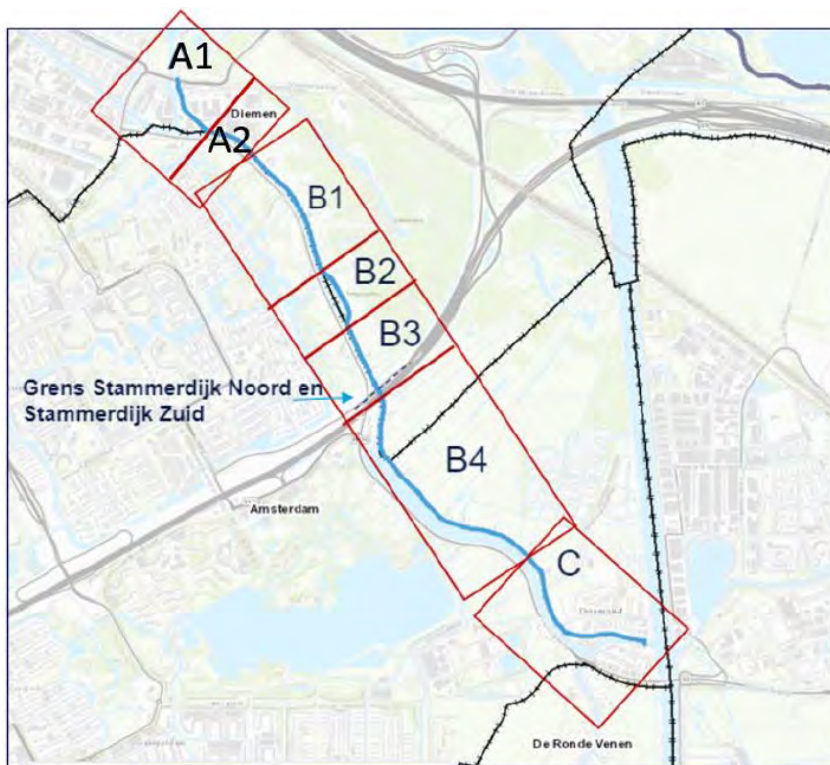 A1
Diemen
A2
B1
B2
B3
Grens Stammerdijk Noord en
Stammerdijk Zuid
B4
Amsterdam
C
De Ronde Venen